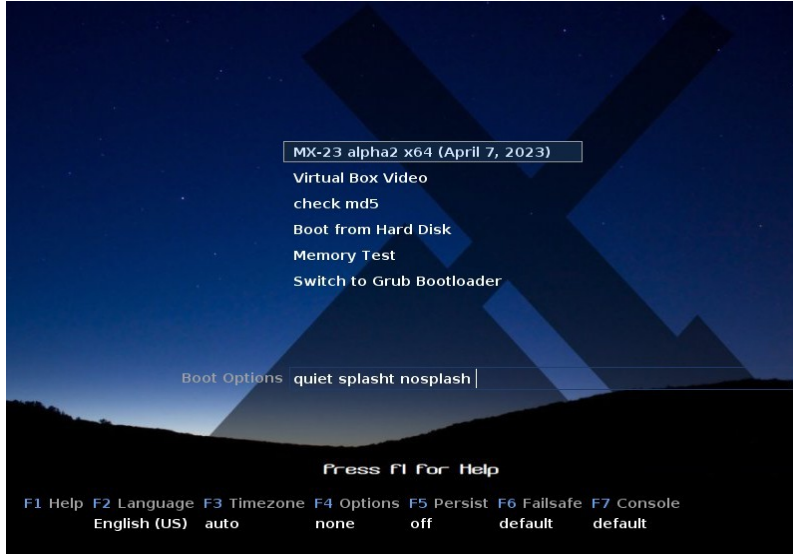 MX-23 alpha2 x64 (April 7, 2023)
Virtual Box Video
check md5
Boot from Hard Disk
Memory Test
Switch to Grub Bootloader
Boot Options quiet splasht nosplash
Press F1 for Help
F1 Help F2 Language F3 Timezone F4 Options F5 Persist F6 Failsafe F7 Console
English (US) auto none off default default